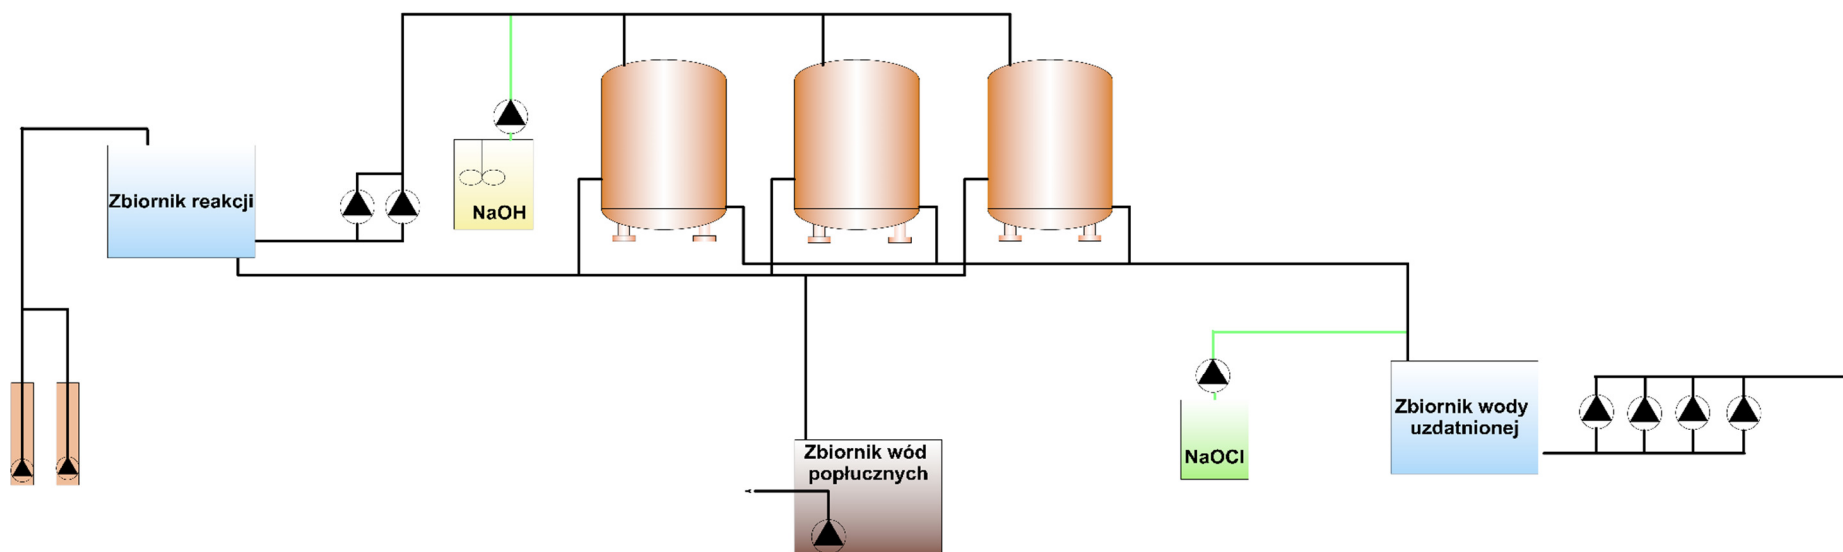 Zbiornik reakcji
NaOH
Zbiornik wód
popłucznych
NaOCl
Zbiornik wody
uzdatnionej